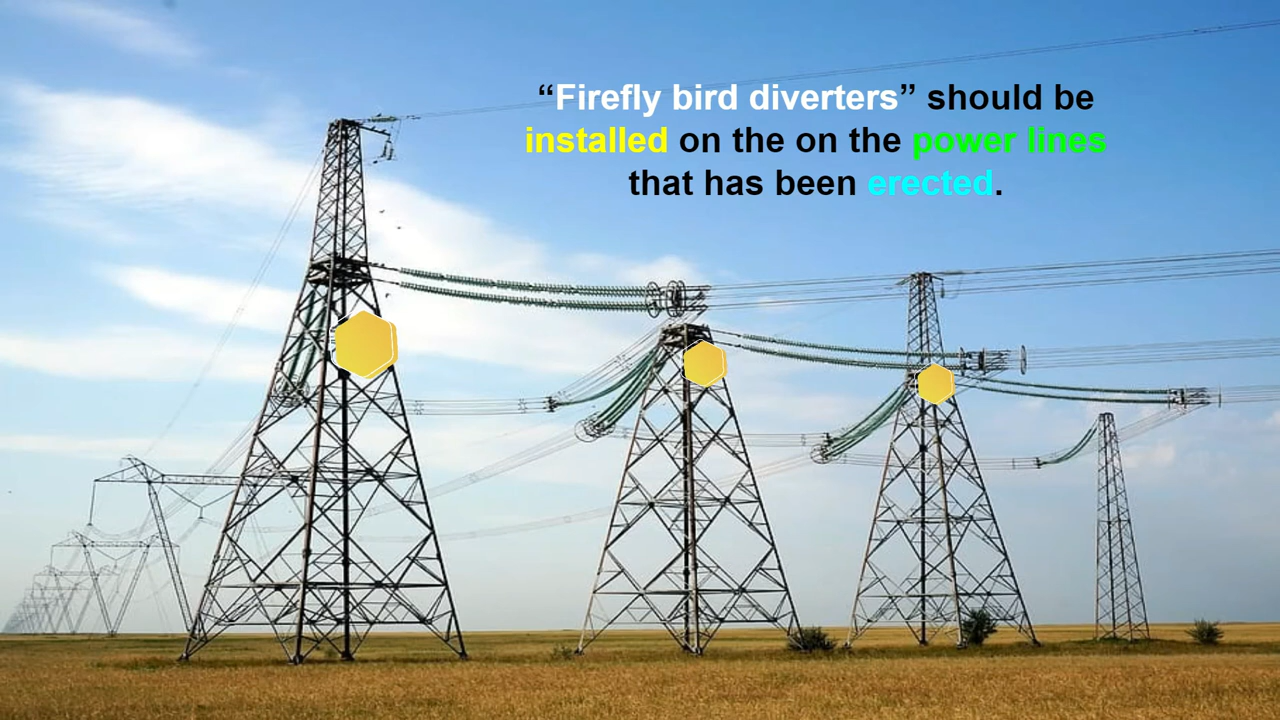 “Firefly bird diverters” should be
installed on the on the power lines
that has been erected.